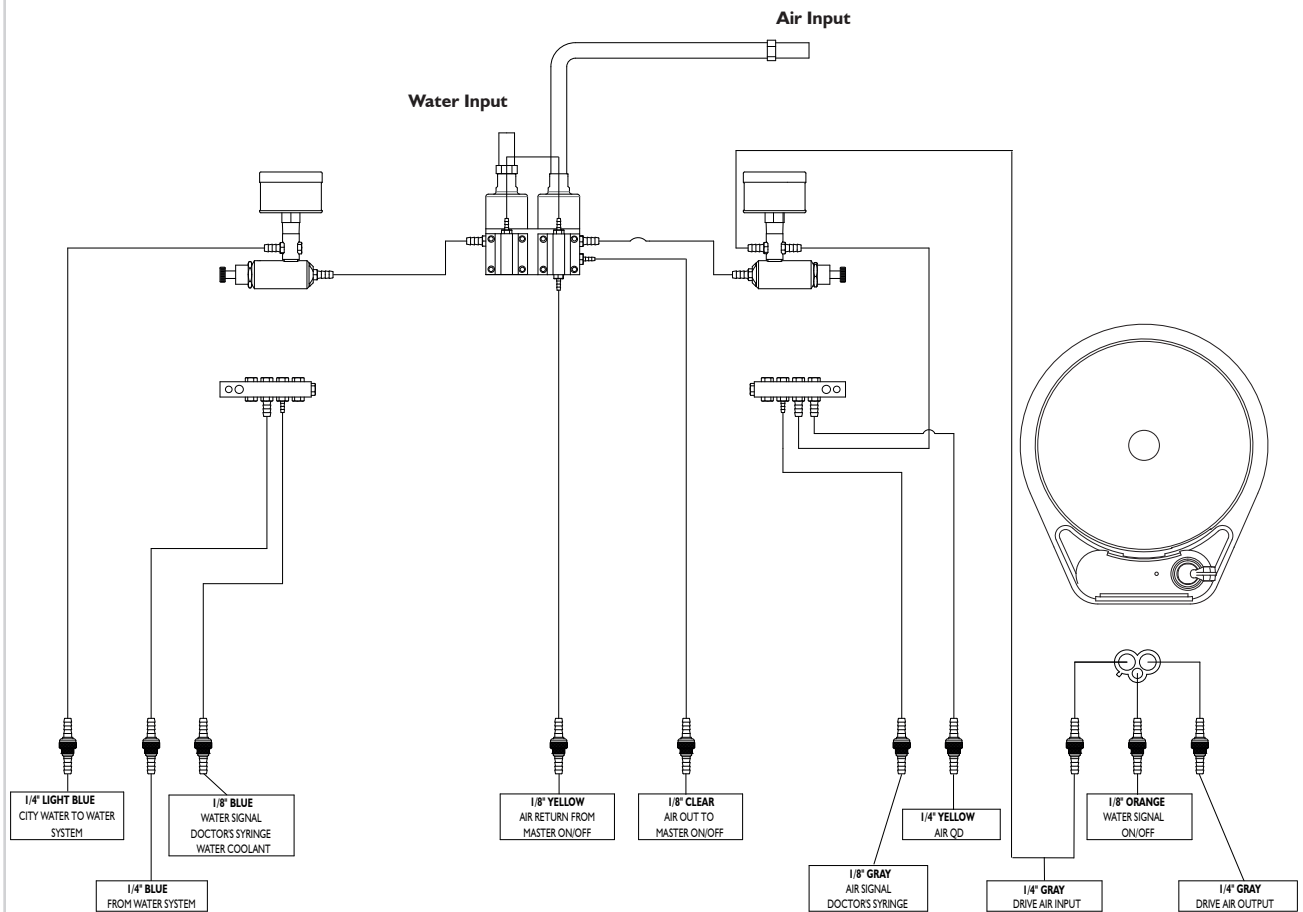 Air Input
Water Input
1/4" LIGHT BLUE
CITY WATER TO WATER
SYSTEM
1/8" BLUE
WATER SIGNAL
DOCTOR'S SYRINGE
WATER COOLANT
1/4" BLUE
FROM WATER SYSTEM
1/8" YELLOW
AIR RETURN FROM
MASTER ON/OFF
1/8" CLEAR
AIR OUT TO
MASTER ON/OFF
1/8" GRAY
AIR SIGNAL
DOCTOR'S SYRINGE
1/4" YELLOW
AIR QD
1/4" GRAY
DRIVE AIR INPUT
1/8" ORANGE
WATER SIGNAL
ON/OFF
1/4" GRAY
DRIVE AIR OUTPUT